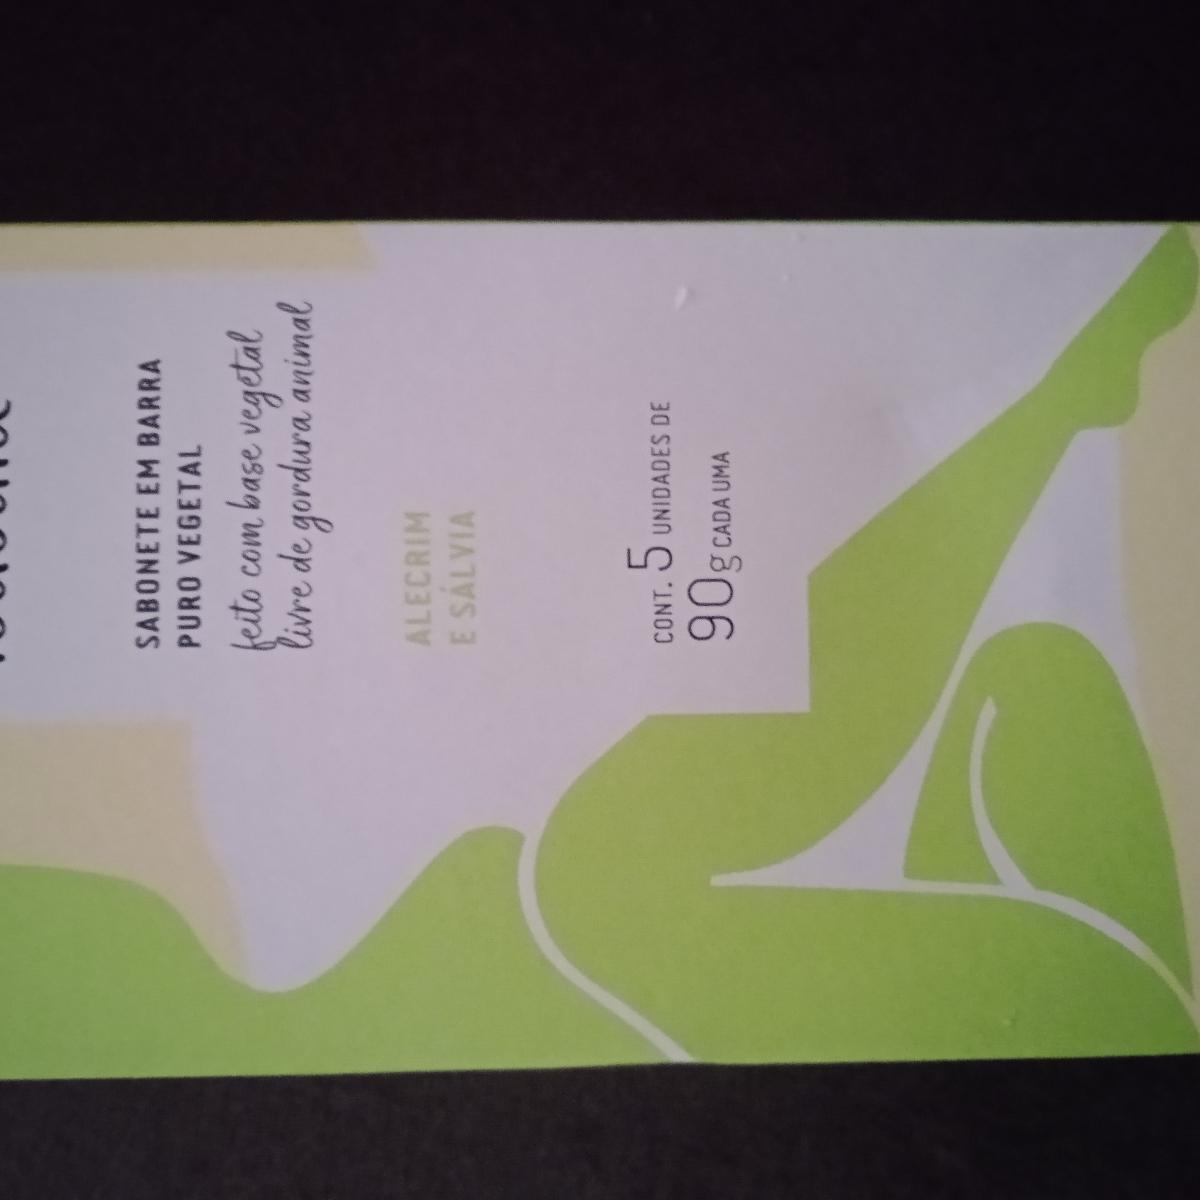 SABONETE EM BARRA
PURO VEGETAL
feito com base vegetal
livre de gordura animal
ALECRIM
E SÁLVIA
CONT. 5 UNIDADES DE
90g CADA UMA